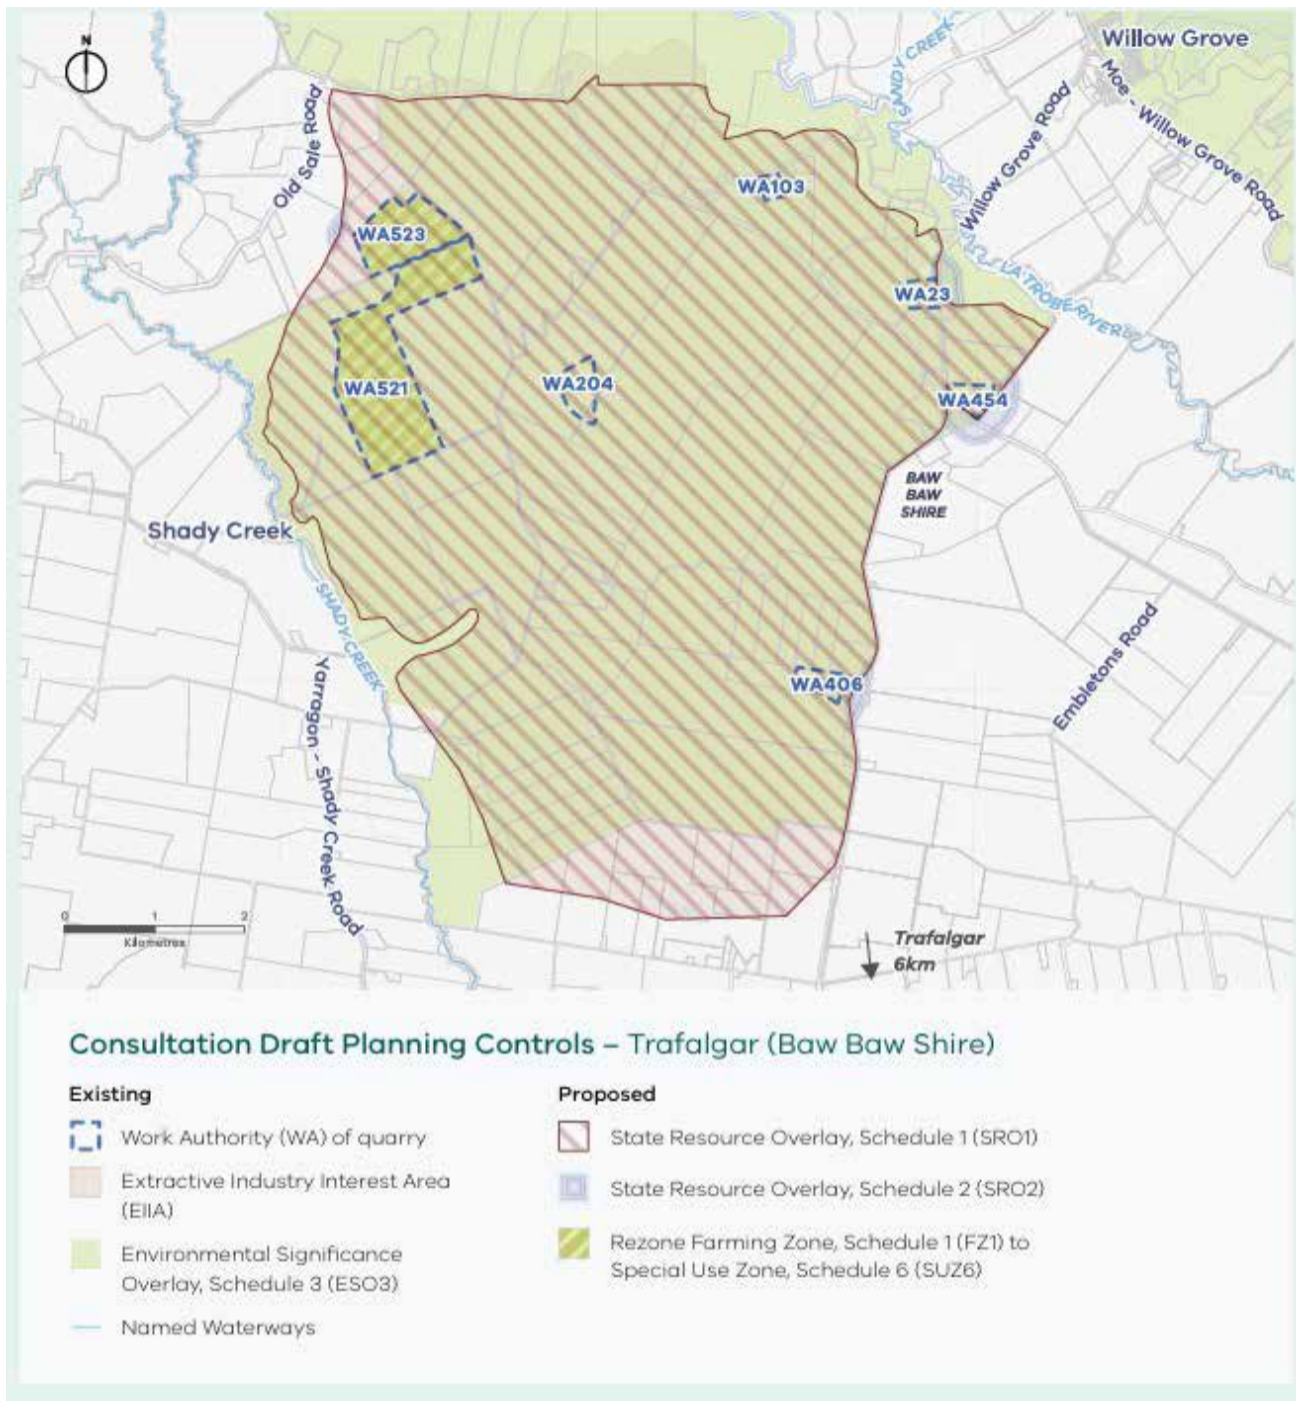 N
Willow Grove
SANDY CREEK
Moe - Willow Grove Road
Old Sale Road
Willow Grove Road
WA103
WA523
LA TROBE RIVER
WA23
WA521
WA204
WA454
BAW
BAW
SHIRE
Shady Creek
SHADY CREEK
Embletons Road
Yarragon - Shady Creek Road
WA406
0 1 2
Kilometres
Trafalgar
6km
Consultation Draft Planning Controls – Trafalgar (Baw Baw Shire)
Existing
Work Authority (WA) of quarry
Extractive Industry Interest Area
(EIIA)
Environmental Significance
Overlay, Schedule 3 (ESO3)
Named Waterways
Proposed
State Resource Overlay, Schedule 1 (SRO1)
State Resource Overlay, Schedule 2 (SRO2)
Rezone Farming Zone, Schedule 1 (FZ1) to
Special Use Zone, Schedule 6 (SUZ6)